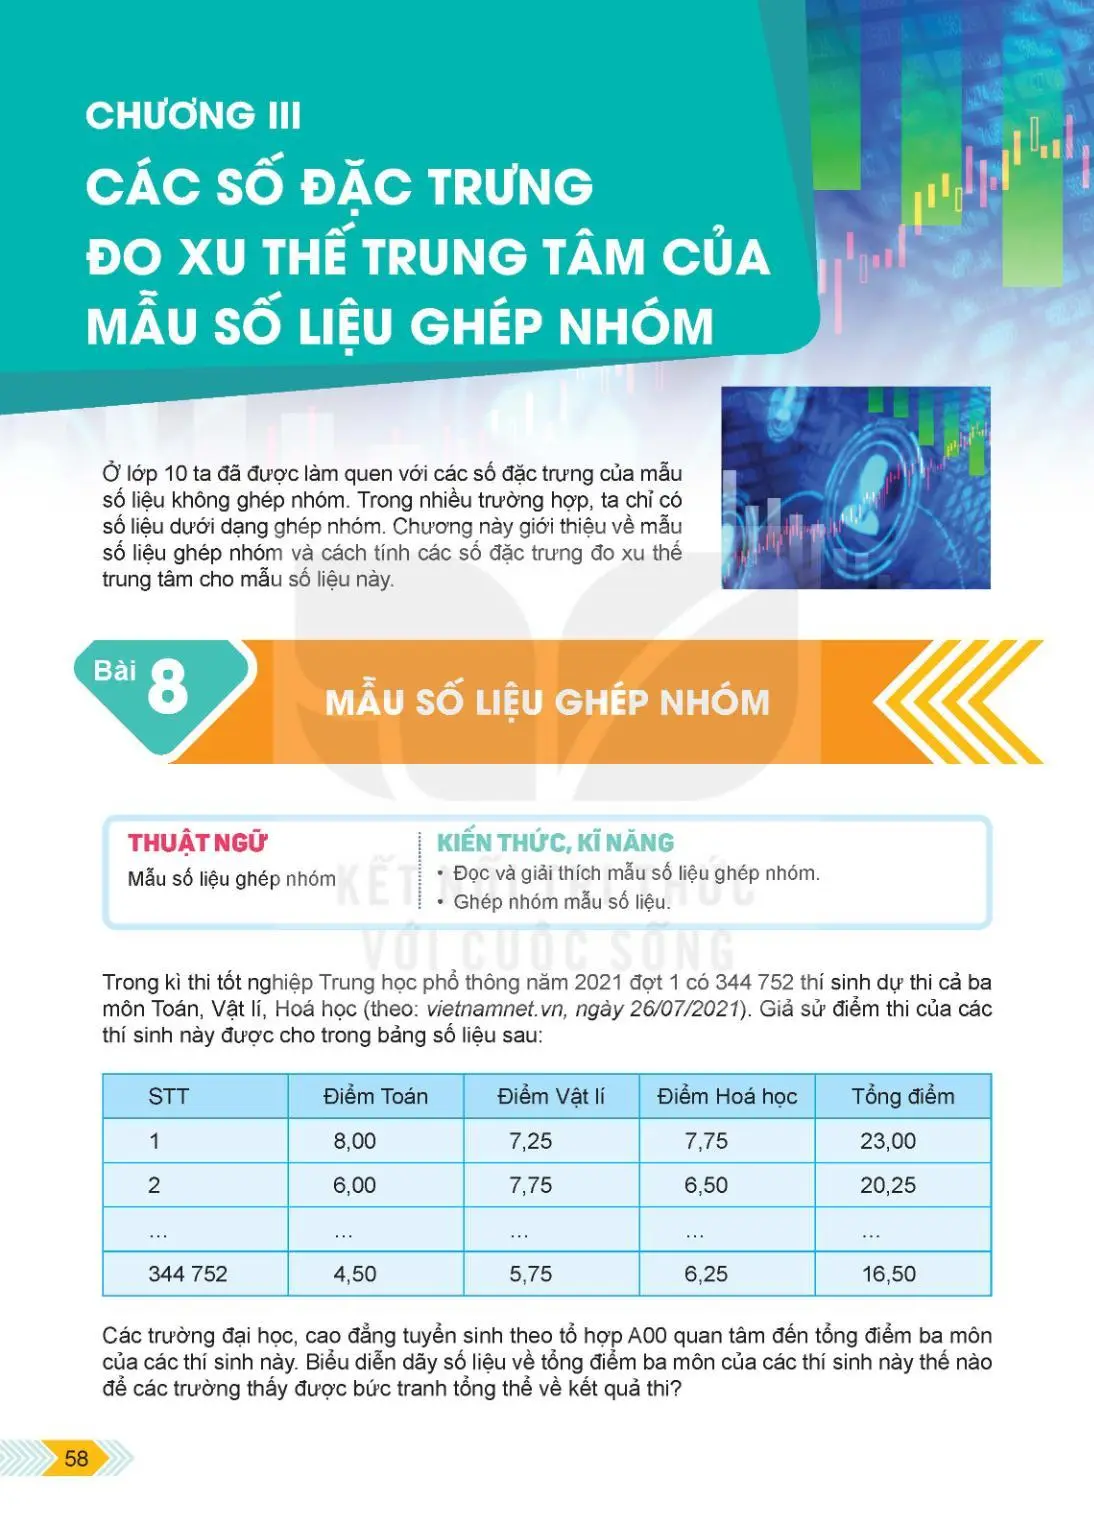 CHƯƠNG III
CÁC SỐ ĐẶC TRƯNG
ĐO XU THẾ TRUNG TÂM CỦA
MẪU SỐ LIỆU GHÉP NHÓM
Ở lớp 10 ta đã được làm quen với các số đặc trưng của mẫu
số liệu không ghép nhóm. Trong nhiều trường hợp, ta chỉ có
số liệu dưới dạng ghép nhóm. Chương này giới thiệu về mẫu
số liệu ghép nhóm và cách tính các số đặc trưng đo xu thế
trung tâm cho mẫu số liệu này.
Bài 8
MẪU SỐ LIỆU GHÉP NHÓM
THUẬT NGỮ
Mẫu số liệu ghép nhóm
KIẾN THỨC, KĨ NĂNG
• Đọc và giải thích mẫu số liệu ghép nhóm.
• Ghép nhóm mẫu số liệu.
KẾT NỐI TRI THỨC
VỚI CUỘC SỐNG
Trong kì thi tốt nghiệp Trung học phổ thông năm 2021 đợt 1 có 344 752 thí sinh dự thi cả ba
môn Toán, Vật lí, Hoá học (theo: vietnamnet.vn, ngày 26/07/2021). Giả sử điểm thi của các
thí sinh này được cho trong bảng số liệu sau:
STT Điểm Toán Điểm Vật lí Điểm Hoá học Tổng điểm
1 8,00 7,25 7,75 23,00
2 6,00 7,75 6,50 20,25
... ... ... ... ...
344 752 4,50 5,75 6,25 16,50
Các trường đại học, cao đẳng tuyển sinh theo tổ hợp A00 quan tâm đến tổng điểm ba môn
của các thí sinh này. Biểu diễn dãy số liệu về tổng điểm ba môn của các thí sinh này thế nào
để các trường thấy được bức tranh tổng thể về kết quả thi?
58